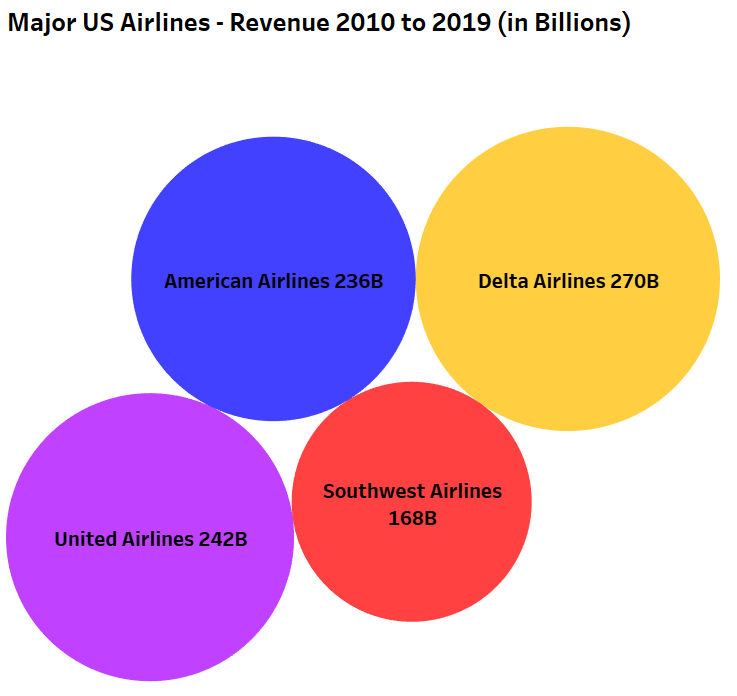 Major US Airlines - Revenue 2010 to 2019 (in Billions)
American Airlines 236B
Delta Airlines 270B
Southwest Airlines
168B
United Airlines 242B